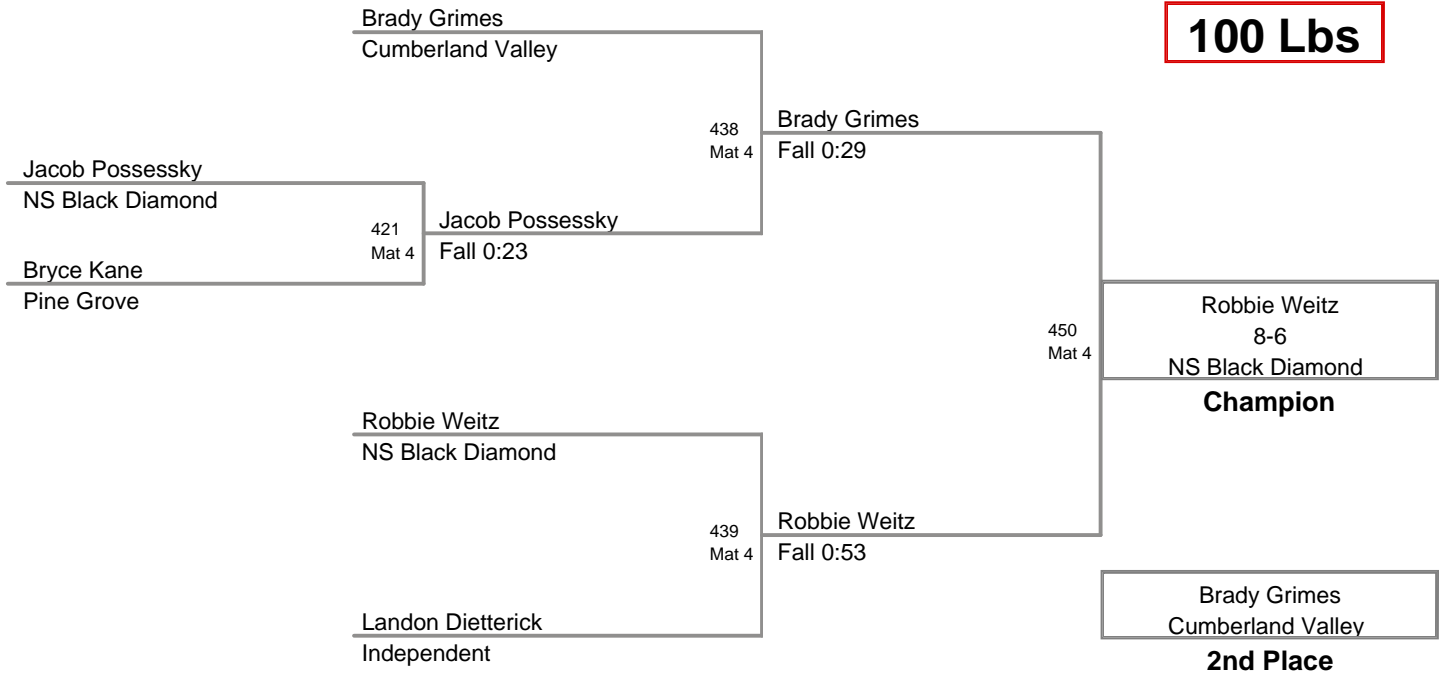 100 Lbs
Brady Grimes
Cumberland Valley
438
Mat 4
Brady Grimes
Fall 0:29
Jacob Possessky
NS Black Diamond
421
Mat 4
Jacob Possessky
Fall 0:23
Bryce Kane
Pine Grove
450
Mat 4
Robbie Weitz
8-6
NS Black Diamond
Champion
Robbie Weitz
NS Black Diamond
439
Mat 4
Robbie Weitz
Fall 0:53
Landon Dietterick
Independent
Brady Grimes
Cumberland Valley
2nd Place